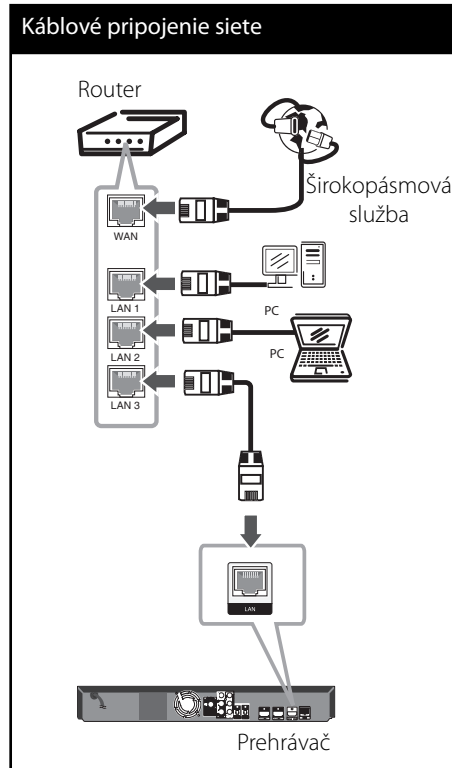 Káblové pripojenie siete
Router
Širokopásmová
služba
WAN
LAN 1
PC
LAN 2
PC
LAN 3
LAN
Prehrávač